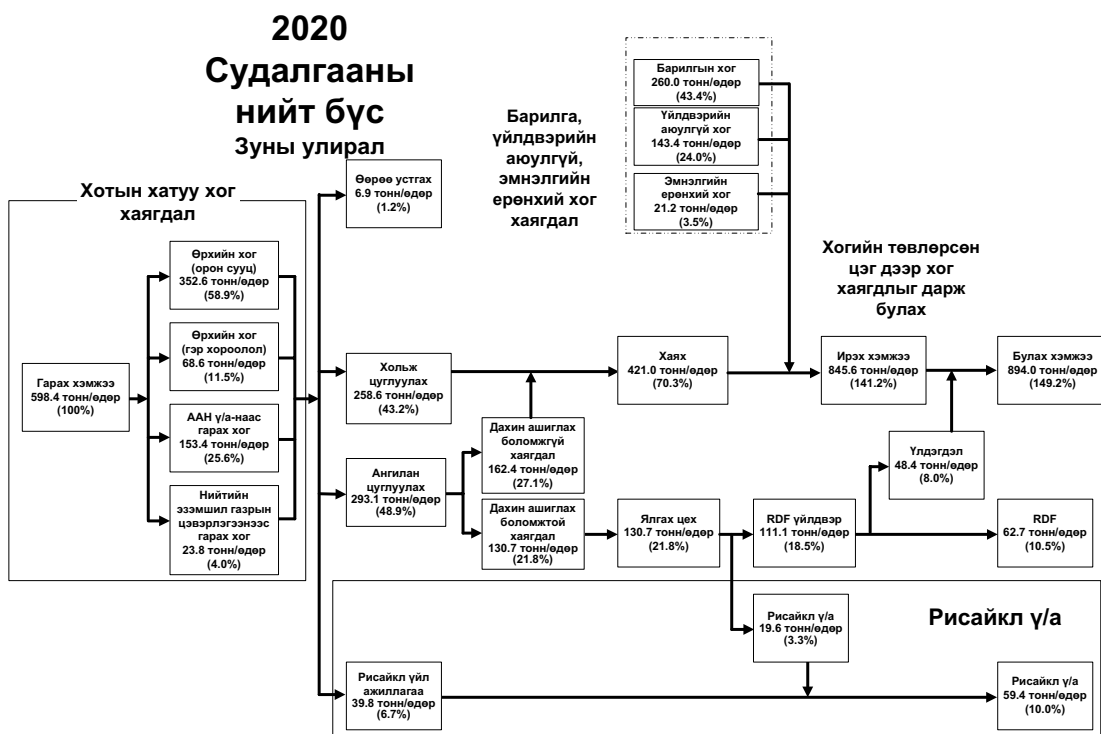 2020
Судалгааны
нийт бүс
Зуны улирал
Хотын хатуу хог
хаягдал
Гарах хэмжээ
598.4 тонн/өдөр
(100%)
Өрхийн хог
(орон сууц)
352.6 тонн/өдөр
(58.9%)
Өрхийн хог
(гэр хороолол)
68.6 тонн/өдөр
(11.5%)
ААН ү/а-наас
гарах хог
153.4 тонн/өдөр
(25.6%)
Нийтийн
эзэмшил газрын
цэвэрлэгээнээс
гарах хог
23.8 тонн/өдөр
(4.0%)
Өөрөө устгах
6.9 тонн/өдөр
(1.2%)
Хольж
цуглуулах
258.6 тонн/өдөр
(43.2%)
Ангилан
цуглуулах
293.1 тонн/өдөр
(48.9%)
Рисайкл үйл
ажиллагаа
39.8 тонн/өдөр
(6.7%)
Барилга,
үйлдвэрийн
аюулгүй,
эмнэлгийн
ерөнхий хог
хаягдал
Барилгын хог
260.0 тонн/өдөр
(43.4%)
Үйлдвэрийн
аюулгүй хог
143.4 тонн/өдөр
(24.0%)
Эмнэлгийн
ерөнхий хог
21.2 тонн/өдөр
(3.5%)
Дахин ашиглах
боломжгүй
хаягдал
162.4 тонн/өдөр
(27.1%)
Дахин ашиглах
боломжтой
хаягдал
130.7 тонн/өдөр
(21.8%)
Хаях
421.0 тонн/өдөр
(70.3%)
Ялгах цех
130.7 тонн/өдөр
(21.8%)
Хогийн төвлөрсөн
цэг дээр хог
хаягдлыг дарж
булах
Ирэх хэмжээ
845.6 тонн/өдөр
(141.2%)
Булах хэмжээ
894.0 тонн/өдөр
(149.2%)
Үлдэгдэл
48.4 тонн/өдөр
(8.0%)
RDF үйлдвэр
111.1 тонн/өдөр
(18.5%)
RDF
62.7 тонн/өдөр
(10.5%)
Рисайкл ү/а
Рисайкл ү/а
19.6 тонн/өдөр
(3.3%)
Рисайкл ү/а
59.4 тонн/өдөр
(10.0%)